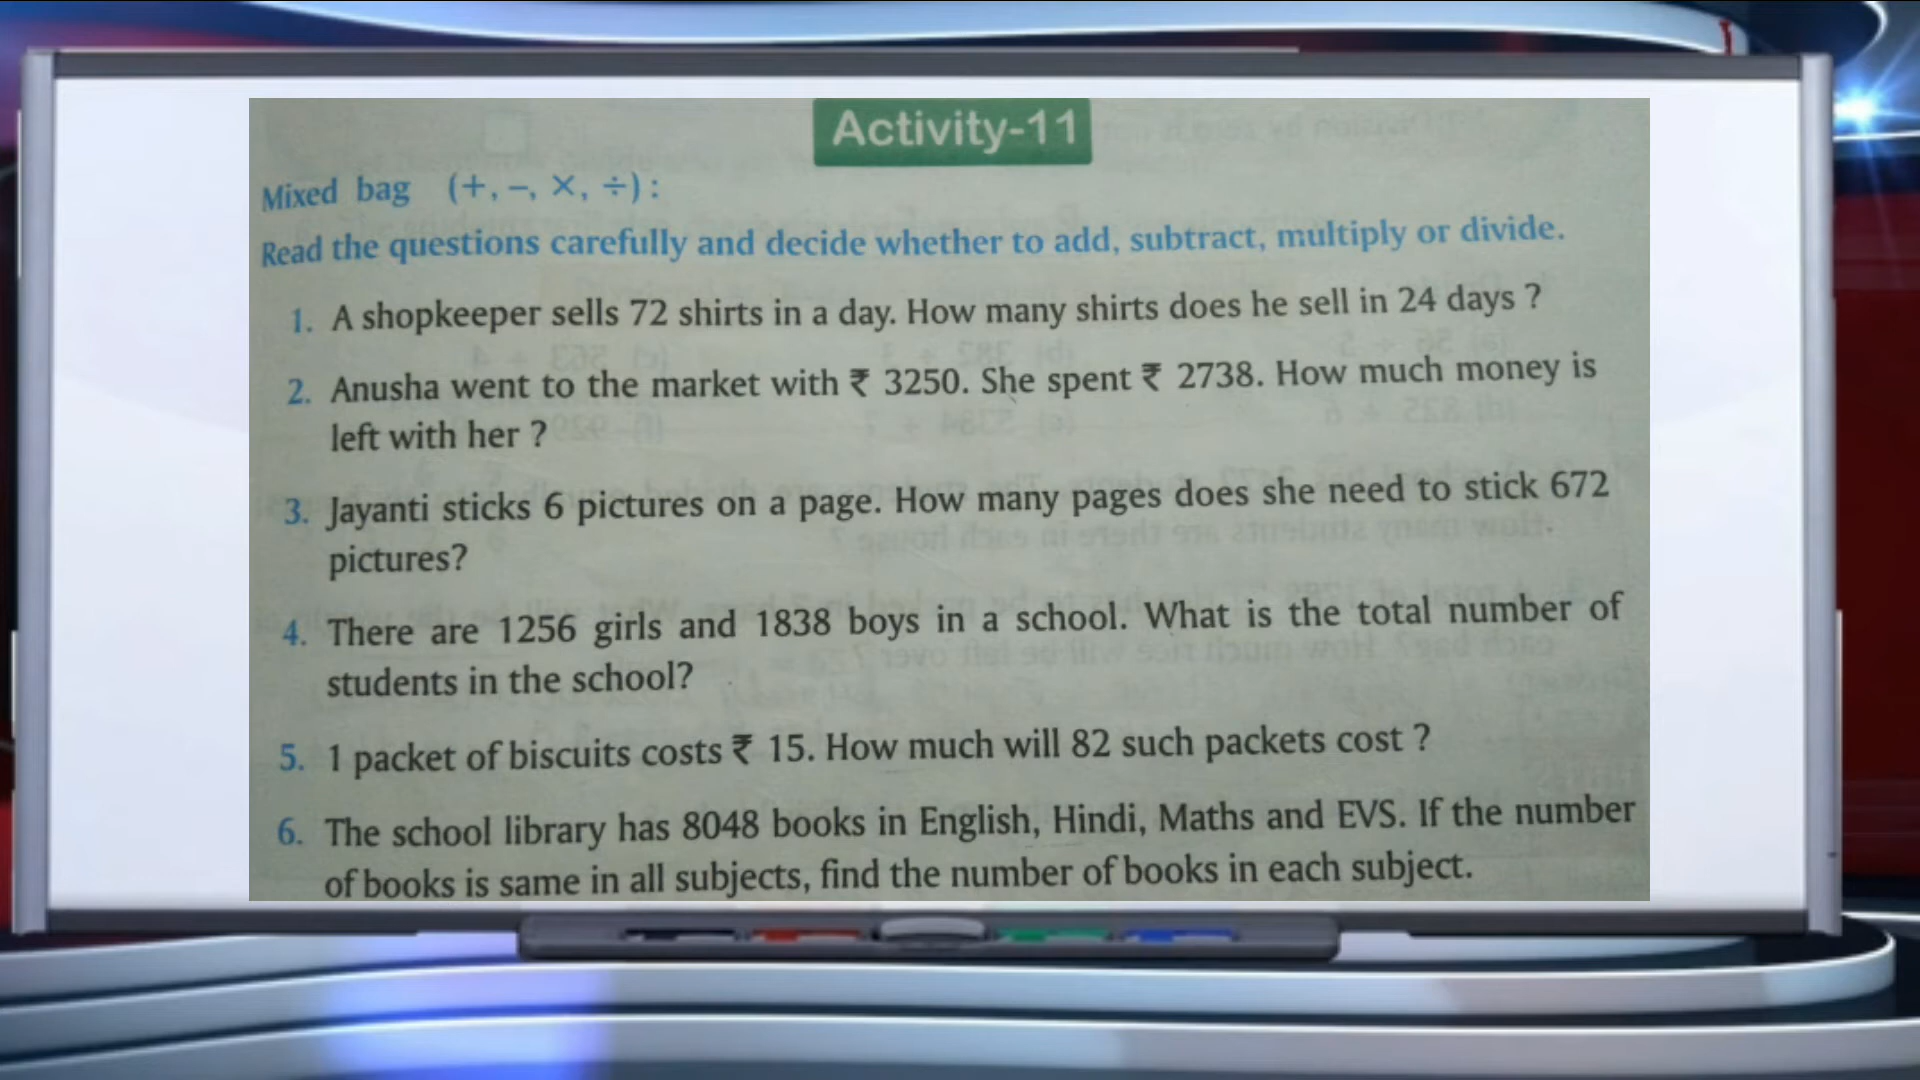 Activity-11
Mixed bag (+, –, ×, ÷) :
Read the questions carefully and decide whether to add, subtract, multiply or divide.
1. A shopkeeper sells 72 shirts in a day. How many shirts does he sell in 24 days ?
2. Anusha went to the market with ₹ 3250. She spent ₹ 2738. How much money is
left with her ?
3. Jayanti sticks 6 pictures on a page. How many pages does she need to stick 672
pictures?
4. There are 1256 girls and 1838 boys in a school. What is the total number of
students in the school?
5. 1 packet of biscuits costs ₹ 15. How much will 82 such packets cost ?
6. The school library has 8048 books in English, Hindi, Maths and EVS. If the number
of books is same in all subjects, find the number of books in each subject.